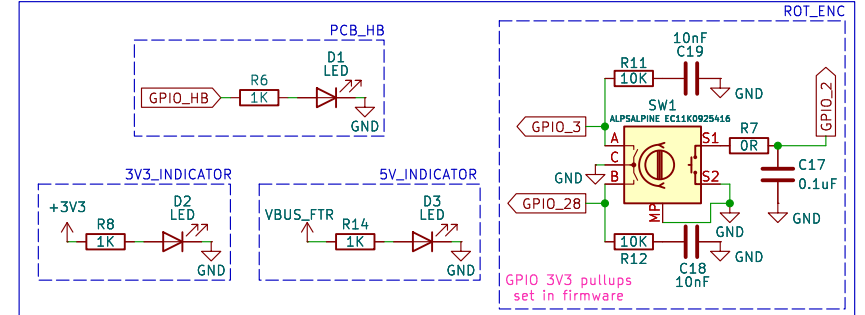 ROT_ENC
PCB_HB
D1
LED
R6
1K
GPIO_HB
GND
3V3_INDICATOR
+3V3
R8
1K
D2
LED
GND
5V_INDICATOR
VBUS_FTR
R14
1K
D3
LED
GND
10nF
C19
R11
10K
GND
SW1
ALPSALPINE EC11K0925416
GPIO_3
A
C
B
GND
GPIO_28
S1
S2
MP
R7
0R
GPIO_2
C17
0.1uF
GND
GND
10K
R12
C18
10nF
GND
GPIO 3V3 pullups
set in firmware